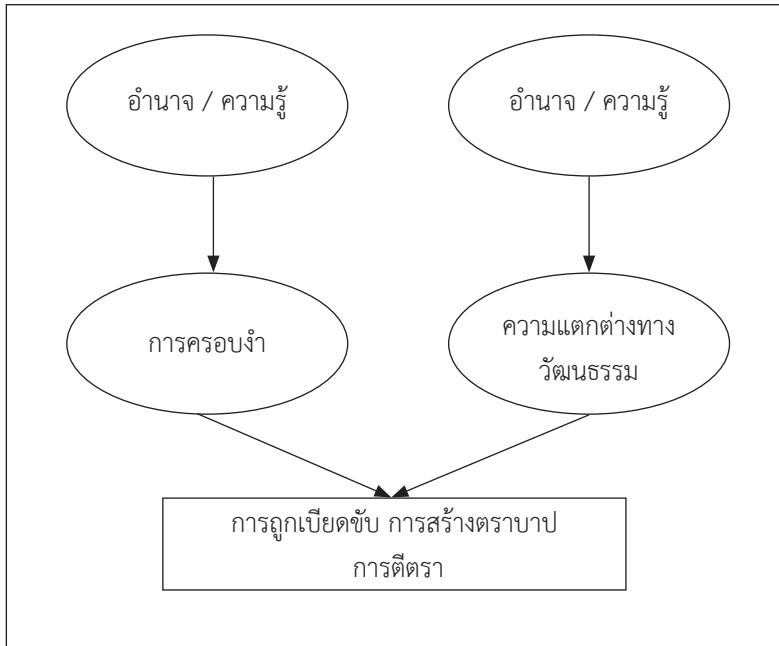 อำนาจ / ความรู้
อำนาจ / ความรู้
การครอบงำ
ความแตกต่างทาง
วัฒนธรรม
การถูกเบียดขับ การสร้างตราบาป
การตีตรา